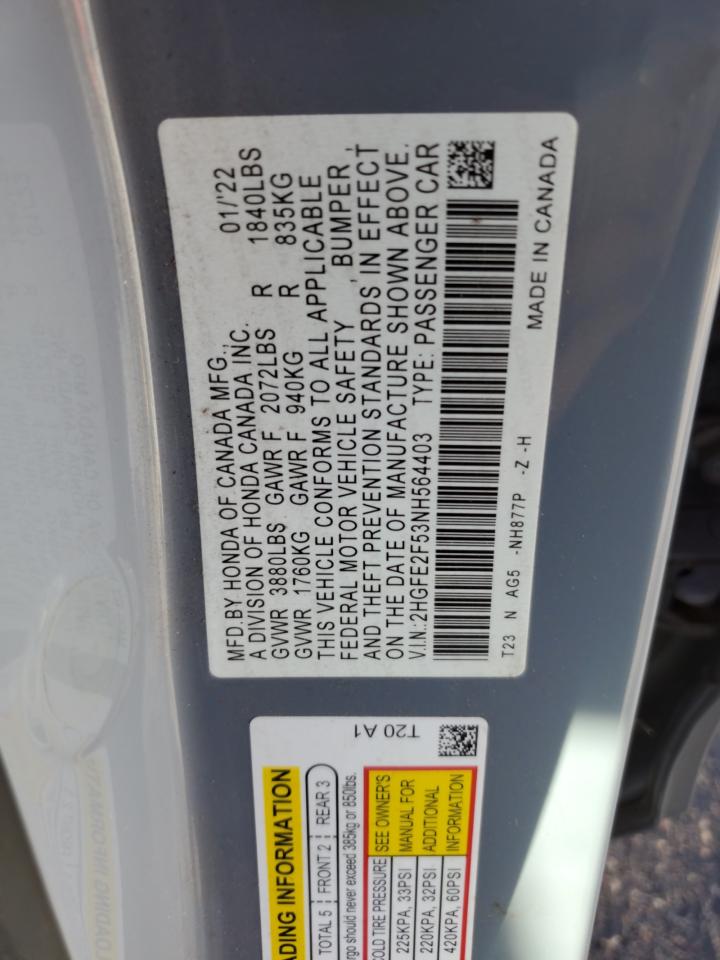 MFD.BY HONDA OF CANADA MFG., 01/'22
A DIVISION OF HONDA CANADA INC.
GVWR 3880LBS GAWR F 2072LBS R 1840LBS
GVWR 1760KG GAWR F 940KG R 835KG
THIS VEHICLE CONFORMS TO ALL APPLICABLE
FEDERAL MOTOR VEHICLE SAFETY , BUMPER ,
AND THEFT PREVENTION STANDARDS IN EFFECT
ON THE DATE OF MANUFACTURE SHOWN ABOVE.
V.I.N.:2HGFE2F53NH564403 TYPE: PASSENGER CAR
T23 N AG5 -NH877P -Z -H MADE IN CANADA
ADING INFORMATION
TOTAL 5 FRONT 2 REAR 3
rgo should never exceed 385kg or 850lbs.
COLD TIRE PRESSURE SEE OWNER'S
225KPA, 33PSI MANUAL FOR
220KPA, 32PSI ADDITIONAL
420KPA, 60PSI INFORMATION
T20 A1